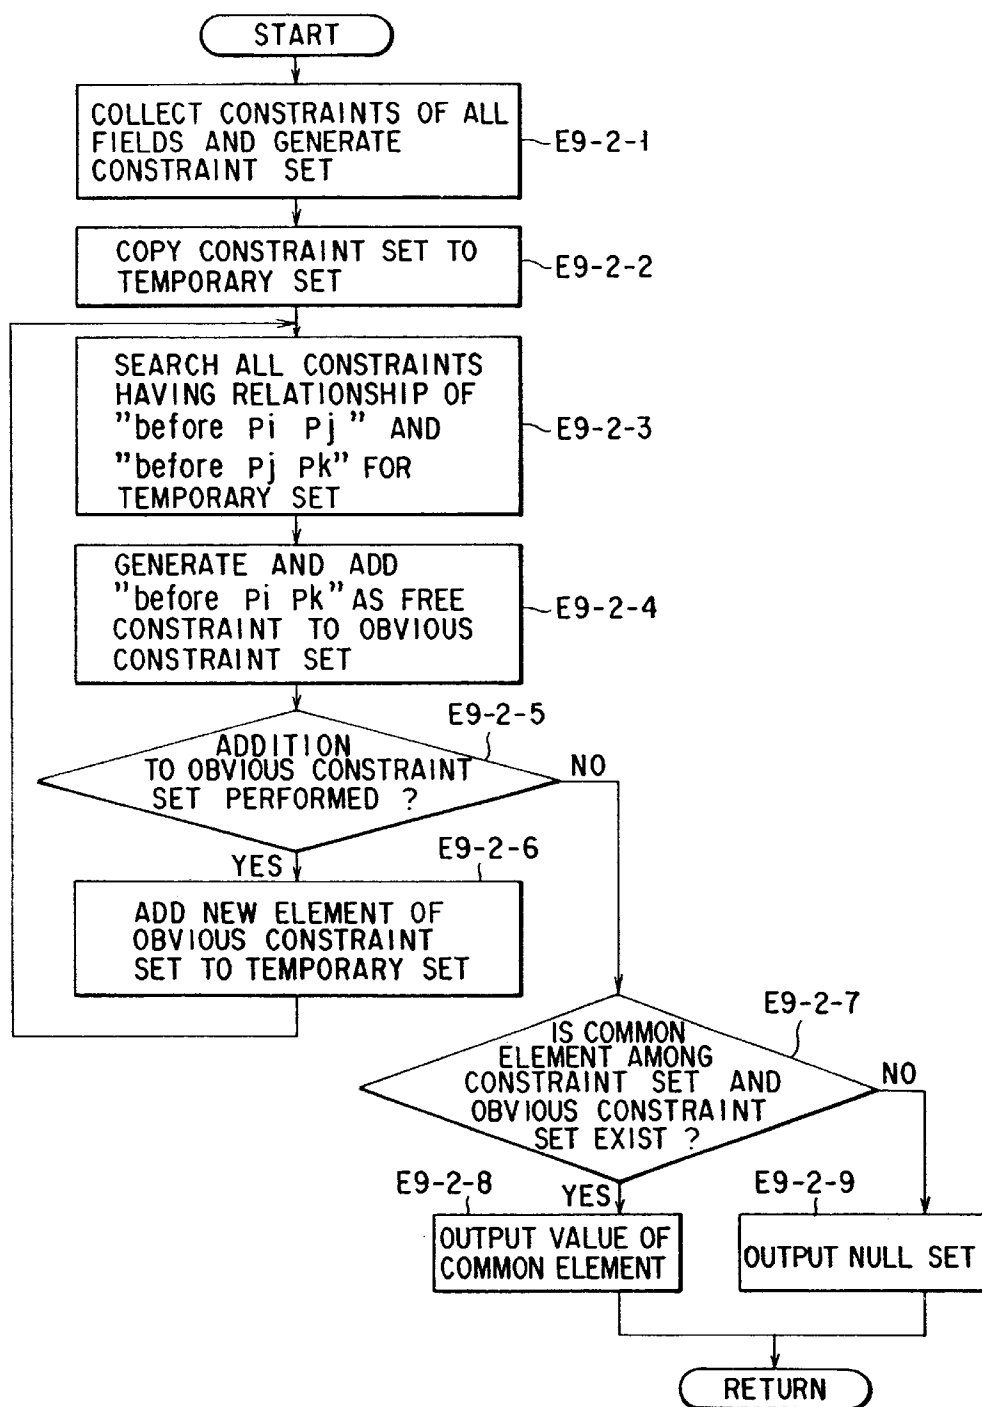 START
COLLECT CONSTRAINTS OF ALL
FIELDS AND GENERATE
CONSTRAINT SET
E9-2-1
COPY CONSTRAINT SET TO
TEMPORARY SET
E9-2-2
SEARCH ALL CONSTRAINTS
HAVING RELATIONSHIP OF
"before Pi Pj" AND
"before Pj Pk" FOR
TEMPORARY SET
E9-2-3
GENERATE AND ADD
"before Pi Pk" AS FREE
CONSTRAINT TO OBVIOUS
CONSTRAINT SET
E9-2-4
E9-2-5
ADDITION
TO OBVIOUS CONSTRAINT
SET PERFORMED ?
NO
YES
E9-2-6
ADD NEW ELEMENT OF
OBVIOUS CONSTRAINT
SET TO TEMPORARY SET
E9-2-7
IS COMMON
ELEMENT AMONG
CONSTRAINT SET AND
OBVIOUS CONSTRAINT
SET EXIST ?
NO
YES
E9-2-8
OUTPUT VALUE OF
COMMON ELEMENT
E9-2-9
OUTPUT NULL SET
RETURN